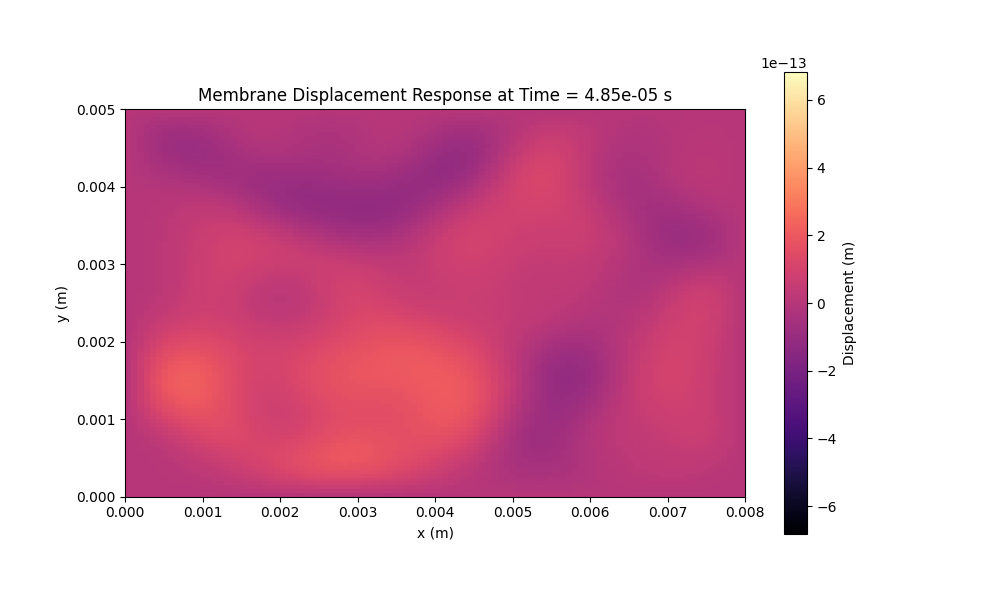 1e−13
Membrane Displacement Response at Time = 4.85e-05 s
0.005
0.004
0.003
0.002
0.001
0.000
y (m)
0.000 0.001 0.002 0.003 0.004 0.005 0.006 0.007 0.008
x (m)
6
4
2
0
−2
−4
−6
Displacement (m)